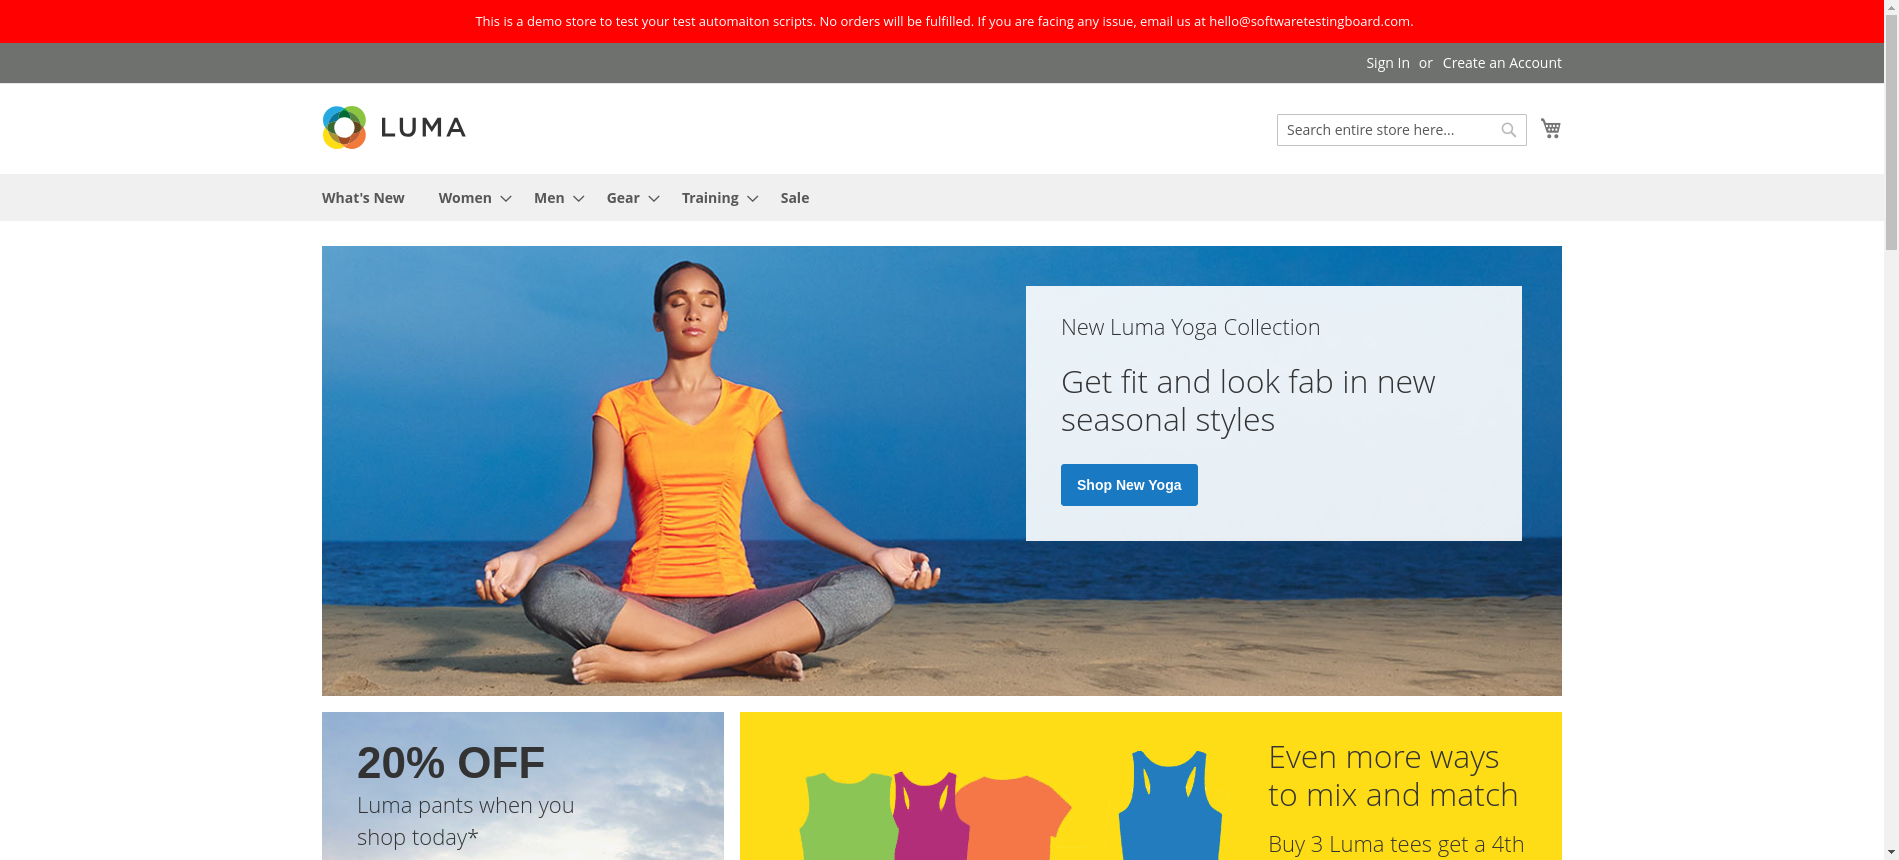 This is a demo store to test your test automaiton scripts. No orders will be fulfilled. If you are facing any issue, email us at hello@softwaretestingboard.com.
Sign In or Create an Account
LUMA
Search entire store here...
What's New Women Men Gear Training Sale
New Luma Yoga Collection
Get fit and look fab in new
seasonal styles
Shop New Yoga
20% OFF
Luma pants when you
shop today*
Even more ways
to mix and match
Buy 3 Luma tees get a 4th